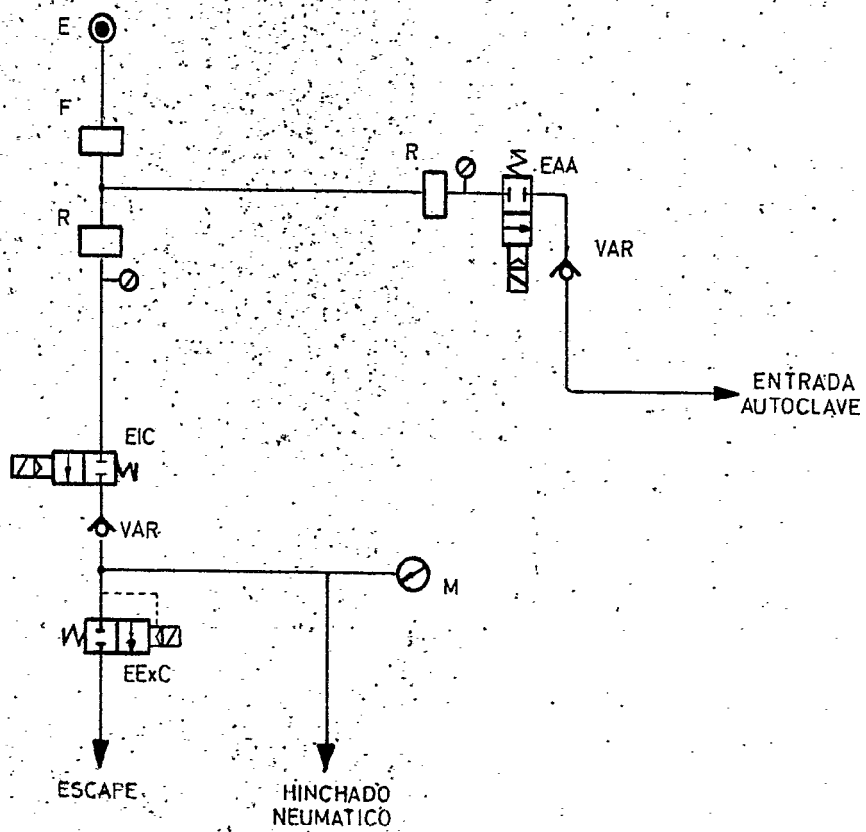 E
F
R
EAA
R
VAR
ENTRADA
AUTOCLAVE
EIC
VAR
M
EExC
ESCAPE
HINCHADO
NEUMATICO